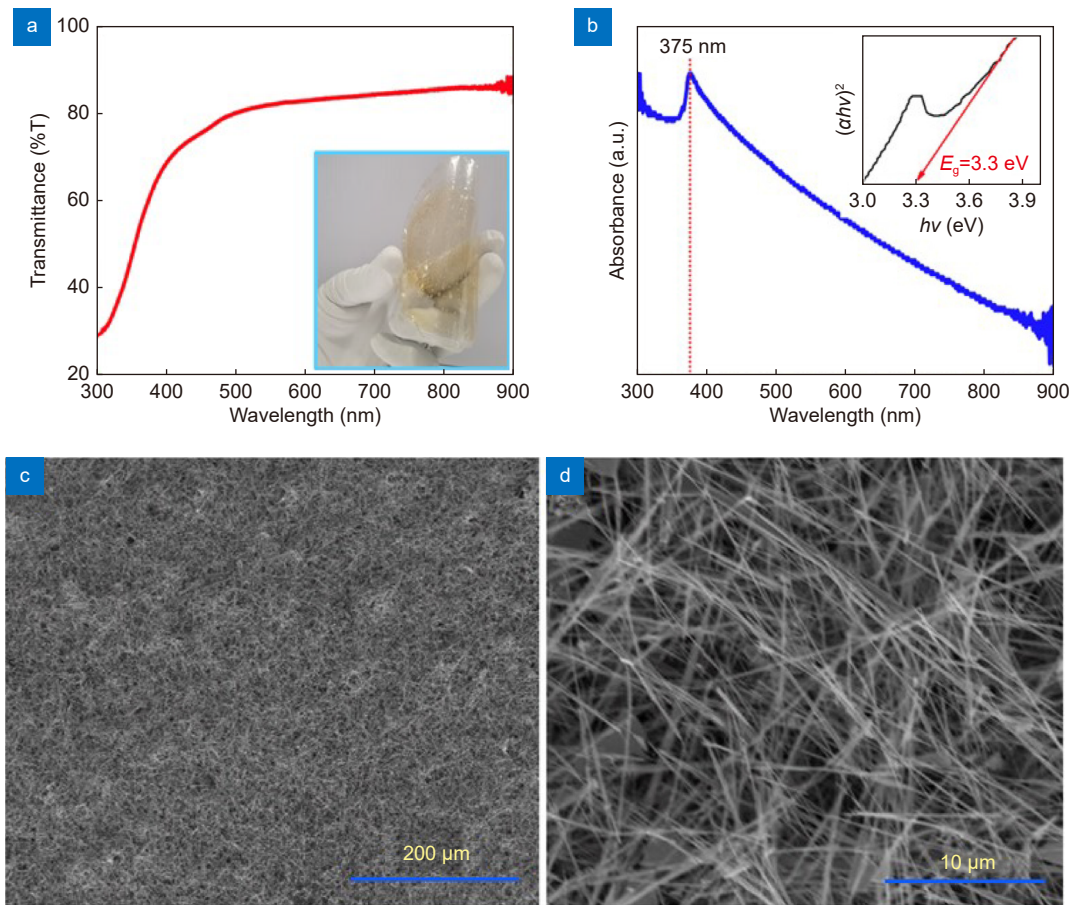 a
100
80
60
40
20
Transmittance (%T)
300 400 500 600 700 800 900
Wavelength (nm)
b
375 nm
Absorbance (a.u.)
300 400 500 600 700 800 900
Wavelength (nm)
(αhν)²
E_g=3.3 eV
3.0 3.3 3.6 3.9
hν (eV)
c
200 μm
d
10 μm